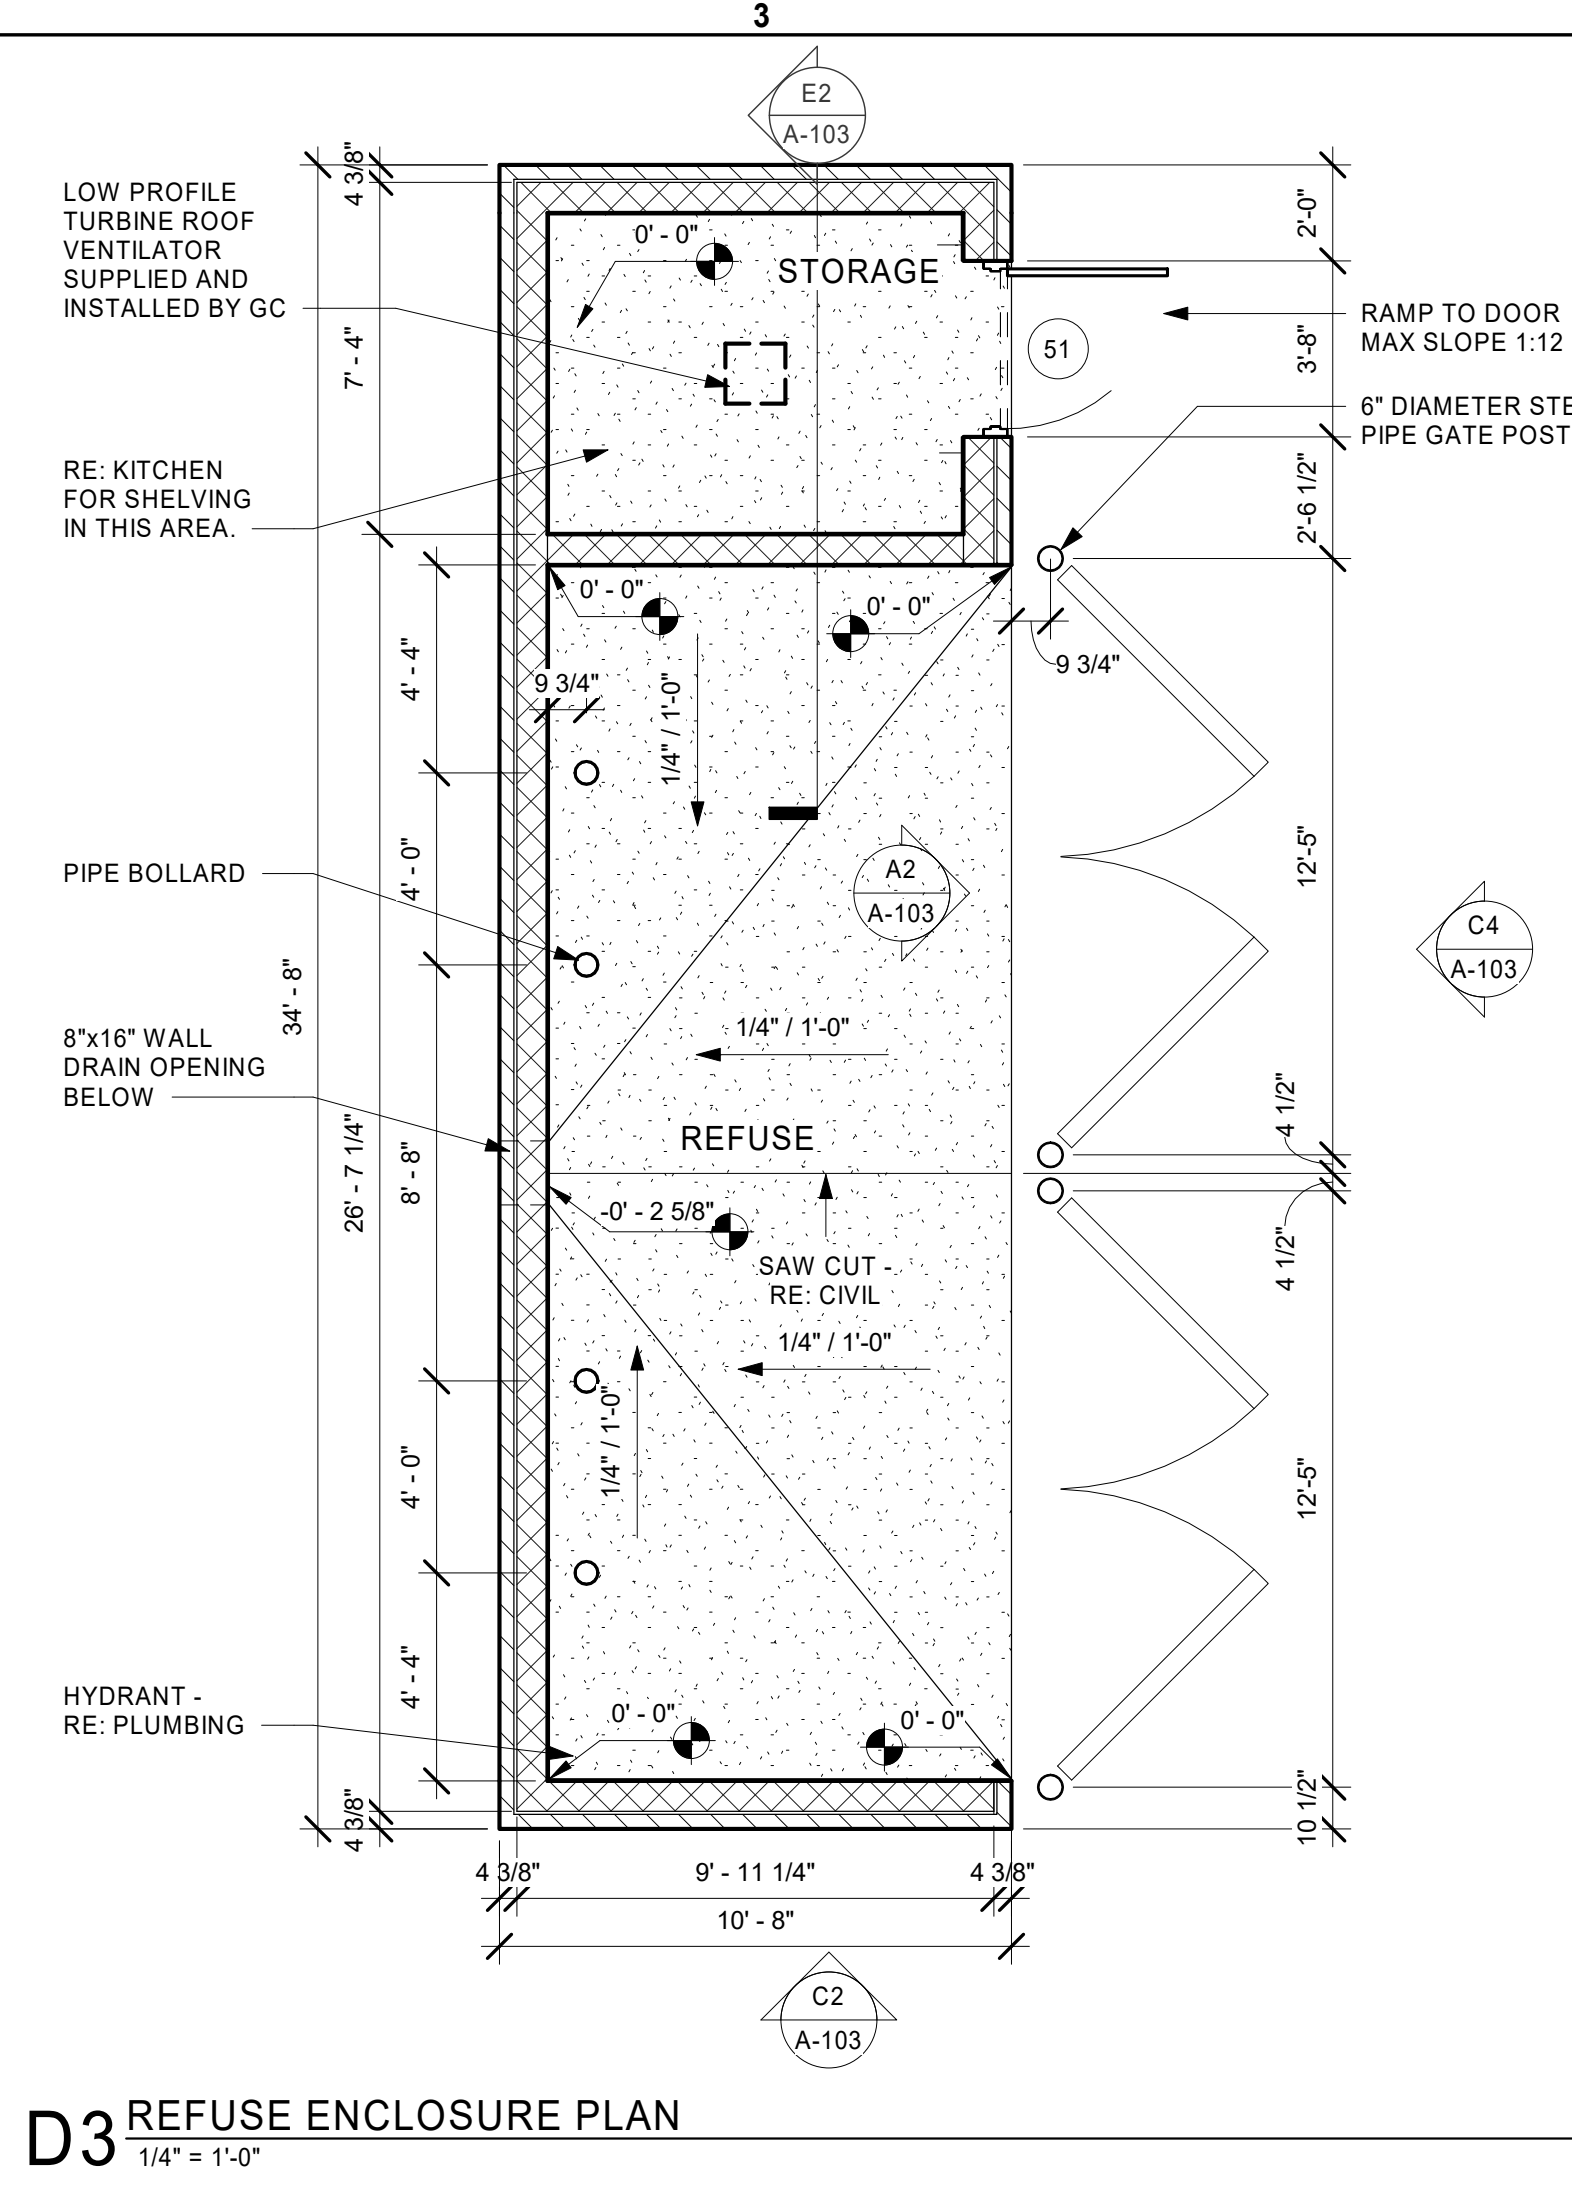 3
E2
A-103
LOW PROFILE
TURBINE ROOF
VENTILATOR
SUPPLIED AND
INSTALLED BY GC
4 3/8"
0' - 0"
STORAGE
2'-0"
RAMP TO DOOR
MAX SLOPE 1:12
51
3'-8"
7' - 4"
6" DIAMETER STE
PIPE GATE POST
RE: KITCHEN
FOR SHELVING
IN THIS AREA.
2'-6 1/2"
0' - 0"
0' - 0"
9 3/4"
9 3/4"
4' - 4"
1/4" / 1'-0"
PIPE BOLLARD
4' - 0"
A2
A-103
12'-5"
C4
A-103
34' - 8"
8"x16" WALL
DRAIN OPENING
BELOW
1/4" / 1'-0"
4 1/2"
26' - 7 1/4"
8' - 8"
REFUSE
-0' - 2 5/8"
4 1/2"
SAW CUT -
RE: CIVIL
1/4" / 1'-0"
1/4" / 1'-0"
4' - 0"
12'-5"
4' - 4"
HYDRANT -
RE: PLUMBING
0' - 0"
0' - 0"
4 3/8"
10 1/2"
4 3/8"
9' - 11 1/4"
4 3/8"
10' - 8"
C2
A-103
D3
REFUSE ENCLOSURE PLAN
1/4" = 1'-0"